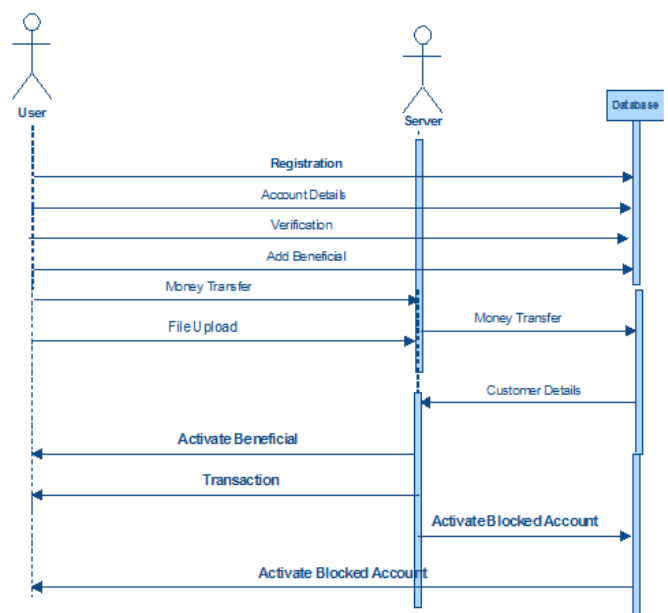 User
Server
Database
Registration
Account Details
Verification
Add Beneficial
Money Transfer
File Upload
Money Transfer
Customer Details
Activate Beneficial
Transaction
Activate Blocked Account
Activate Blocked Account